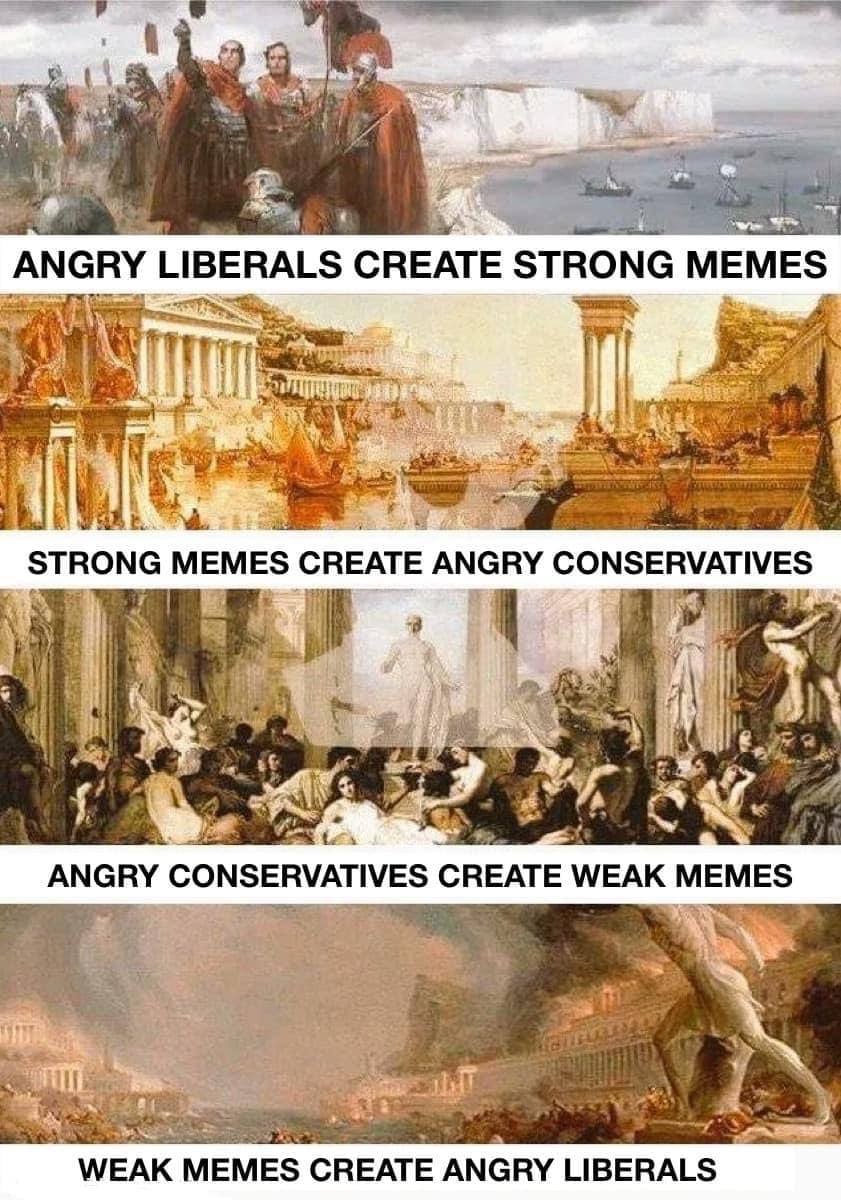 ANGRY LIBERALS CREATE STRONG MEMES
STRONG MEMES CREATE ANGRY CONSERVATIVES
ANGRY CONSERVATIVES CREATE WEAK MEMES
WEAK MEMES CREATE ANGRY LIBERALS